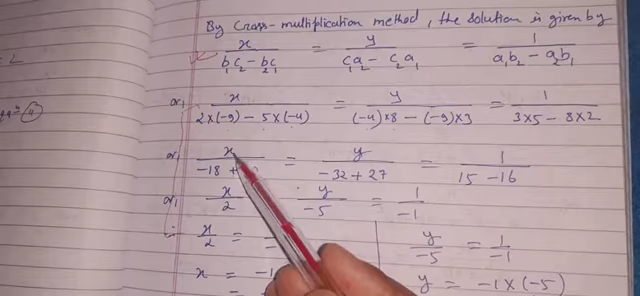 By Cross-multiplication method, the solution is given by
x/(b₁c₂ - b₂c₁) = y/(c₁a₂ - c₂a₁) = 1/(a₁b₂ - a₂b₁)
or, x/(2×(-9) - 5×(-4)) = y/((-4)×8 - (-9)×3) = 1/(3×5 - 8×2)
or, x/(-18 + = y/(-32 + 27) = 1/(15 - 16)
or, x/2 y/-5 = 1/-1
∴ x/2 = y/-5 = 1/-1
x = -1 y = -1 × (-5)